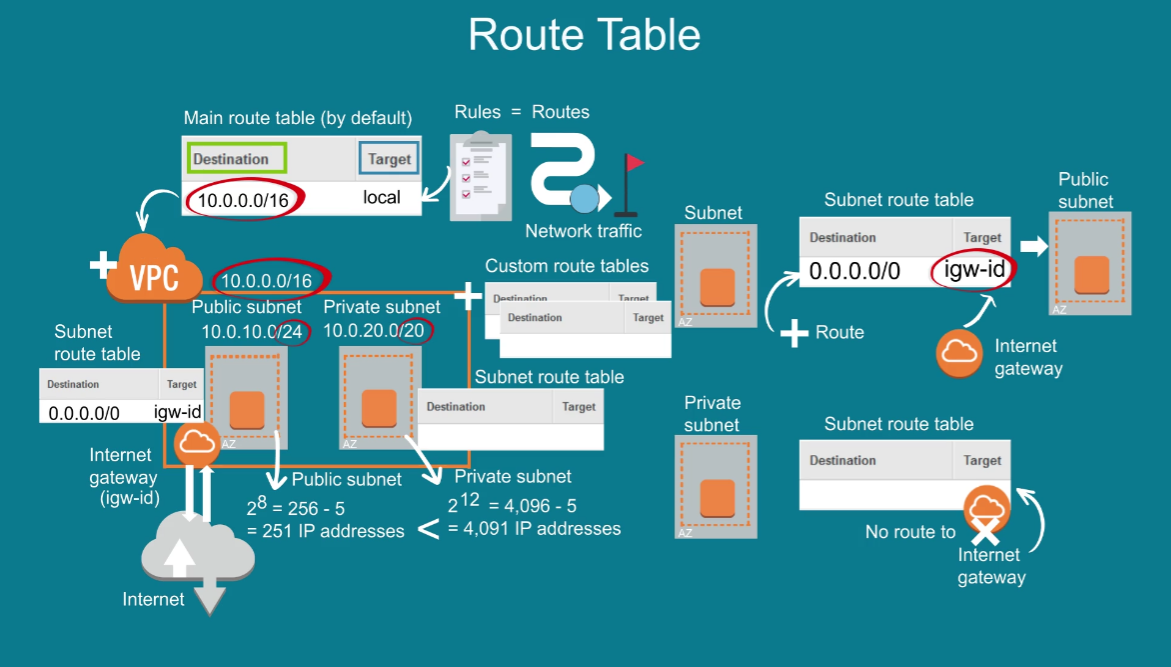 Route Table
Main route table (by default)
Destination Target
10.0.0.0/16 local
Rules = Routes
Network traffic
VPC
10.0.0.0/16
Public subnet
10.0.10.0/24
Private subnet
10.0.20.0/20
Subnet
route table
Destination Target
0.0.0.0/0 igw-id
AZ
AZ
Internet
gateway
(igw-id)
Internet
Custom route tables
Destination Target
Destination Target
Subnet route table
Destination Target
Public subnet
2^8 = 256 - 5
= 251 IP addresses
<
Private subnet
2^12 = 4,096 - 5
= 4,091 IP addresses
Subnet
AZ
Subnet route table
Destination Target
0.0.0.0/0 igw-id
Route
Internet
gateway
Public
subnet
AZ
Private
subnet
AZ
Subnet route table
Destination Target
No route to
Internet
gateway